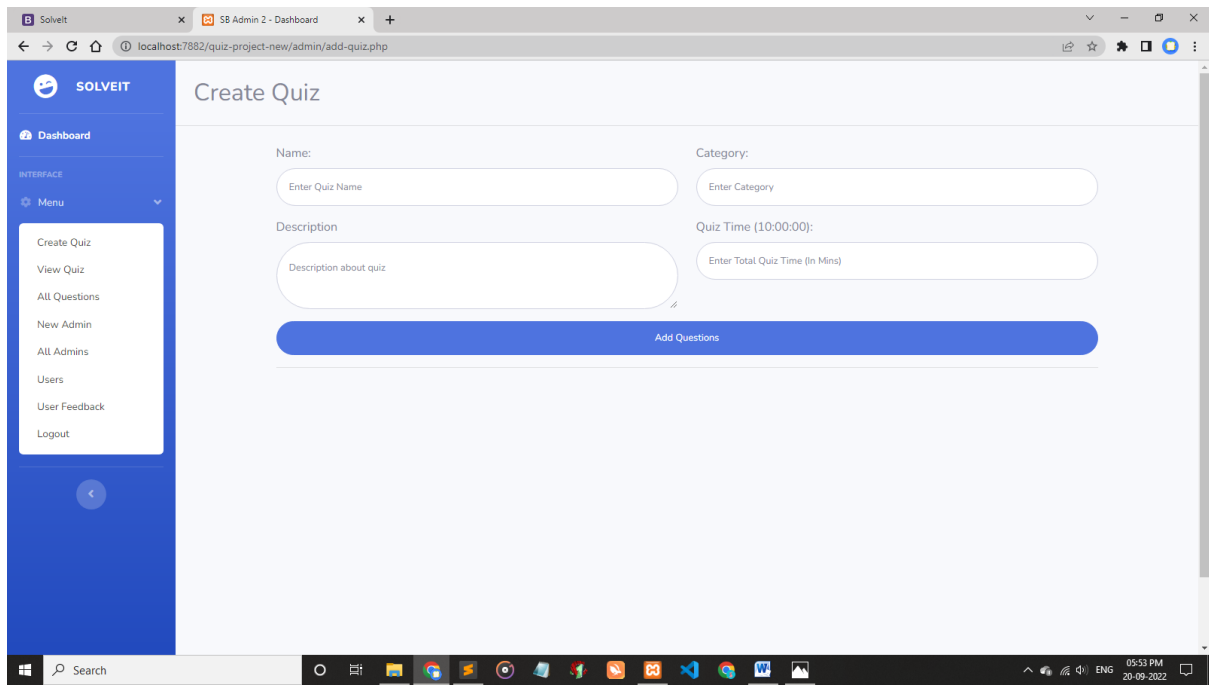 SolveIt
SB Admin 2 - Dashboard
localhost:7882/quiz-project-new/admin/add-quiz.php
SOLVEIT
Dashboard
INTERFACE
Menu
Create Quiz
View Quiz
All Questions
New Admin
All Admins
Users
User Feedback
Logout
Create Quiz
Name:
Enter Quiz Name
Category:
Enter Category
Description
Description about quiz
Quiz Time (10:00:00):
Enter Total Quiz Time (In Mins)
Add Questions
Search
ENG
05:53 PM
20-09-2022